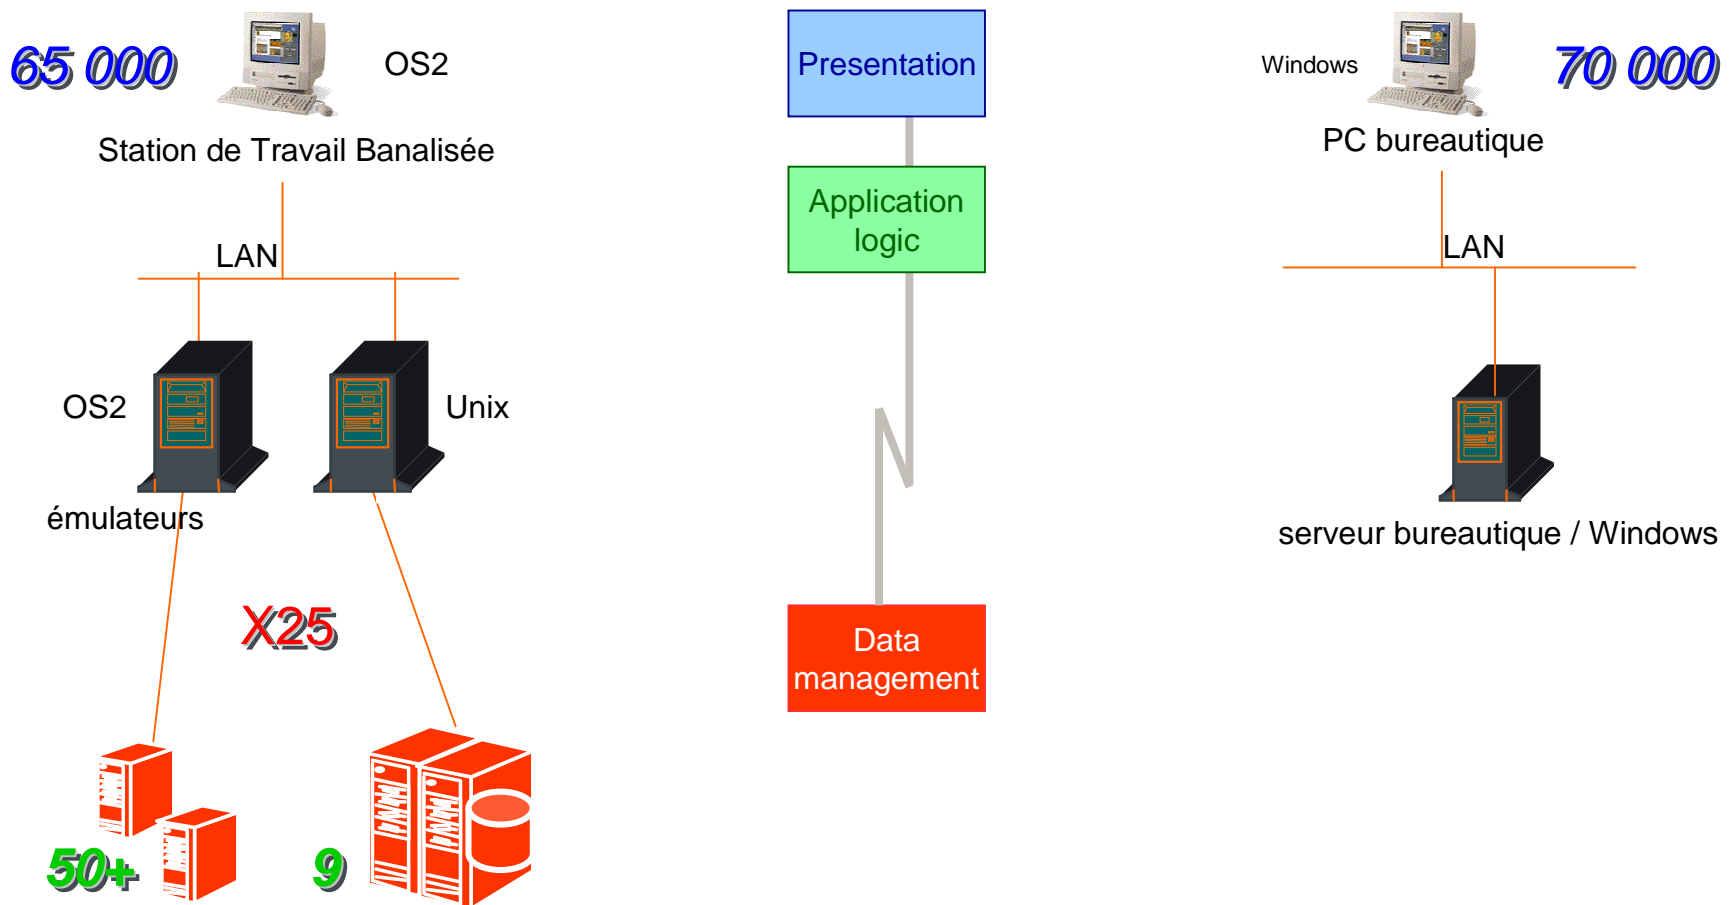 65 000
OS2
Station de Travail Banalisée
LAN
OS2
Unix
émulateurs
X25
50+
9
Presentation
Application
logic
Data
management
Windows
70 000
PC bureautique
LAN
serveur bureautique / Windows